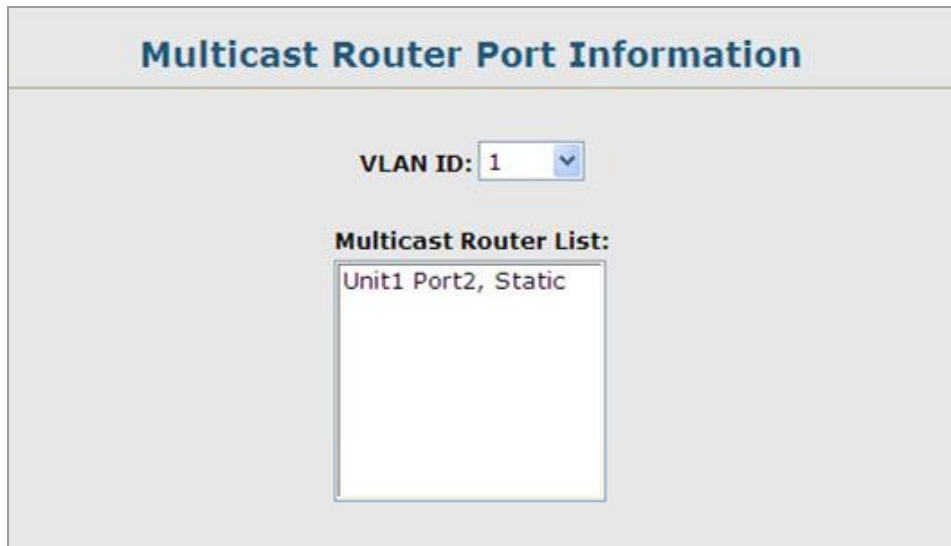 Multicast Router Port Information
VLAN ID: 1
Multicast Router List:
Unit1 Port2, Static